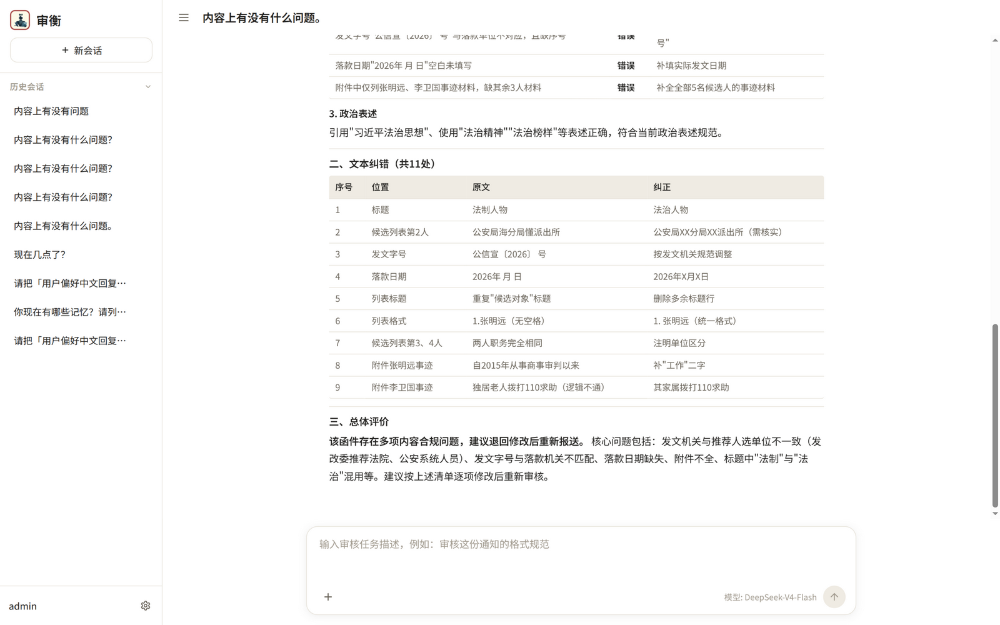 审衡
+ 新会话
历史会话
内容上有没有问题
内容上有没有什么问题？
内容上有没有什么问题？
内容上有没有什么问题？
内容上有没有什么问题。
现在几点了？
请把「用户偏好中文回复…
你现在有哪些记忆？请列…
请把「用户偏好中文回复…
admin
内容上有没有什么问题。
发文字号"公信宣〔2026〕 号"与落款单位不对应，且缺序号 错误 号"
落款日期"2026年 月 日"空白未填写 错误 补填实际发文日期
附件中仅列张明远、李卫国事迹材料，缺其余3人材料 错误 补全全部5名候选人的事迹材料
3. 政治表述
引用"习近平法治思想"、使用"法治精神""法治榜样"等表述正确，符合当前政治表述规范。
二、文本纠错（共11处）
序号 位置 原文 纠正
1 标题 法制人物 法治人物
2 候选列表第2人 公安局海分局懂派出所 公安局XX分局XX派出所（需核实）
3 发文字号 公信宣〔2026〕 号 按发文机关规范调整
4 落款日期 2026年 月 日 2026年X月X日
5 列表标题 重复"候选对象"标题 删除多余标题行
6 列表格式 1.张明远（无空格） 1. 张明远（统一格式）
7 候选列表第3、4人 两人职务完全相同 注明单位区分
8 附件张明远事迹 自2015年从事商事审判以来 补"工作"二字
9 附件李卫国事迹 独居老人拨打110求助（逻辑不通） 其家属拨打110求助
三、总体评价
该函件存在多项内容合规问题，建议退回修改后重新报送。 核心问题包括：发文机关与推荐人选单位不一致（发
改委推荐法院、公安系统人员）、发文字号与落款机关不匹配、落款日期缺失、附件不全、标题中"法制"与"法
治"混用等。建议按上述清单逐项修改后重新审核。
输入审核任务描述，例如：审核这份通知的格式规范
+
模型: DeepSeek-V4-Flash